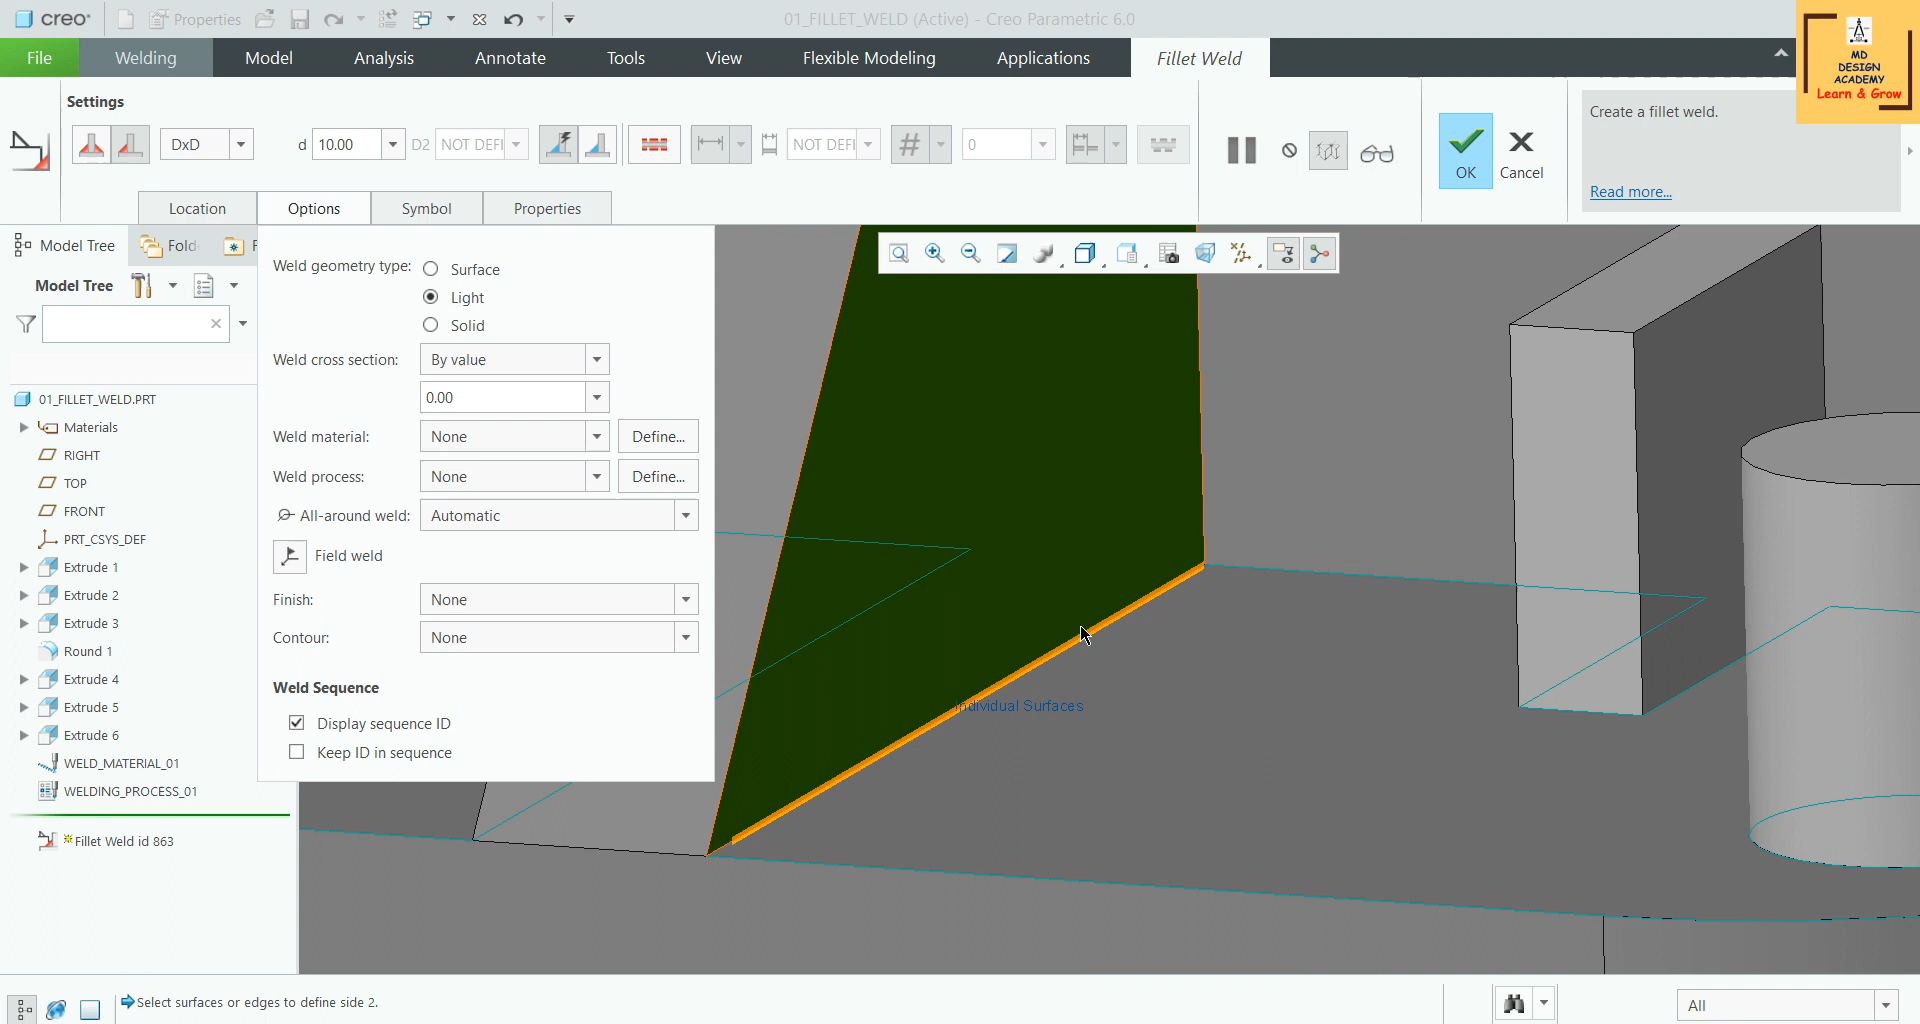 creo
Properties
01_FILLET_WELD (Active) - Creo Parametric 6.0
MD
DESIGN
ACADEMY
Learn & Grow
File
Welding
Model
Analysis
Annotate
Tools
View
Flexible Modeling
Applications
Fillet Weld
Settings
DxD
d
10.00
D2
NOT DEFI
NOT DEFI
0
OK
Cancel
Create a fillet weld.
Read more...
Location
Options
Symbol
Properties
Model Tree
Fold
F
Model Tree
01_FILLET_WELD.PRT
Materials
RIGHT
TOP
FRONT
PRT_CSYS_DEF
Extrude 1
Extrude 2
Extrude 3
Round 1
Extrude 4
Extrude 5
Extrude 6
WELD_MATERIAL_01
WELDING_PROCESS_01
Fillet Weld id 863
Weld geometry type:
Surface
Light
Solid
Weld cross section:
By value
0.00
Weld material:
None
Define...
Weld process:
None
Define...
All-around weld:
Automatic
Field weld
Finish:
None
Contour:
None
Weld Sequence
Display sequence ID
Keep ID in sequence
Individual Surfaces
Select surfaces or edges to define side 2.
All